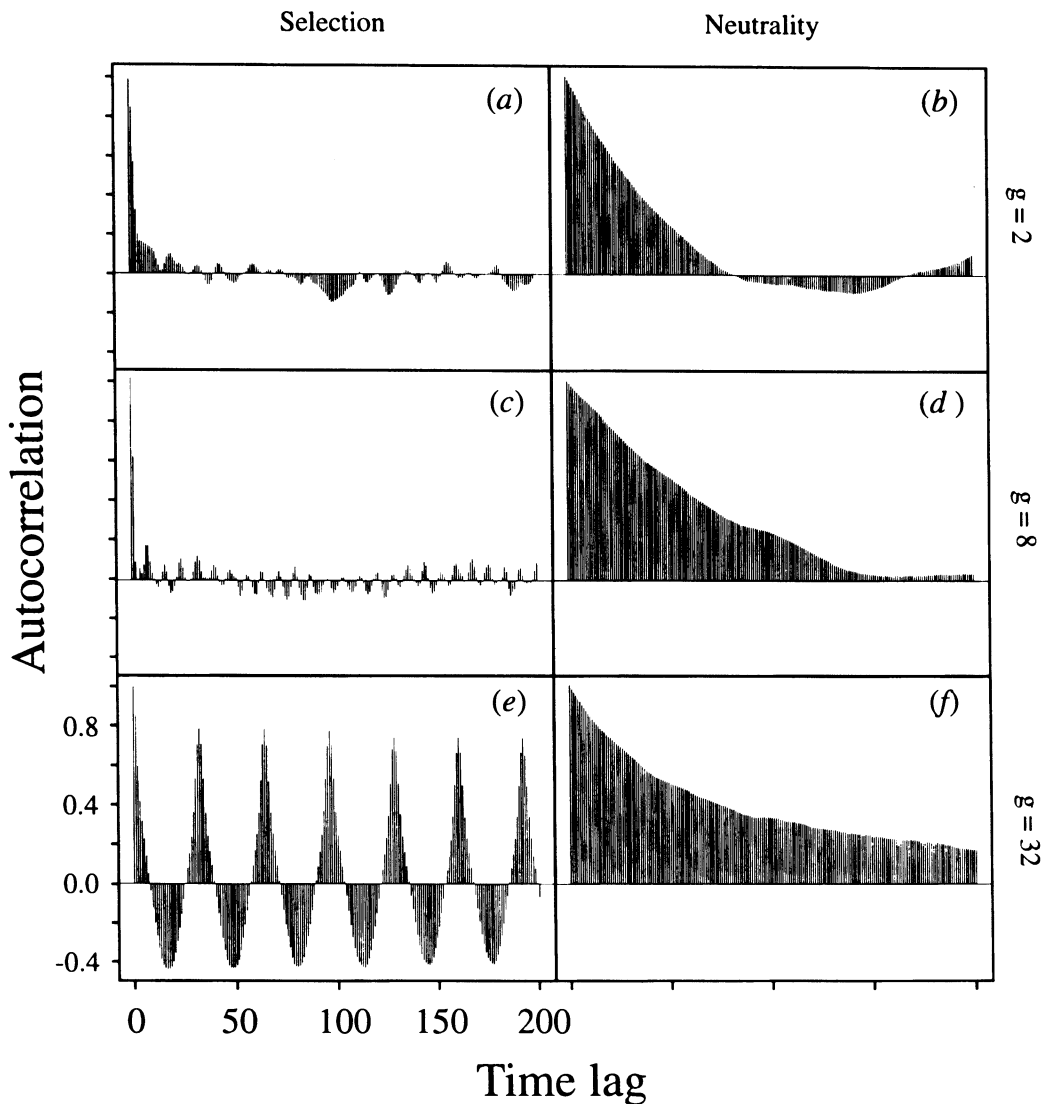 Selection
Neutrality
(a)
(b)
g = 2
(c)
(d)
g = 8
(e)
(f)
g = 32
Autocorrelation
0.8
0.4
0.0
-0.4
0 50 100 150 200
Time lag